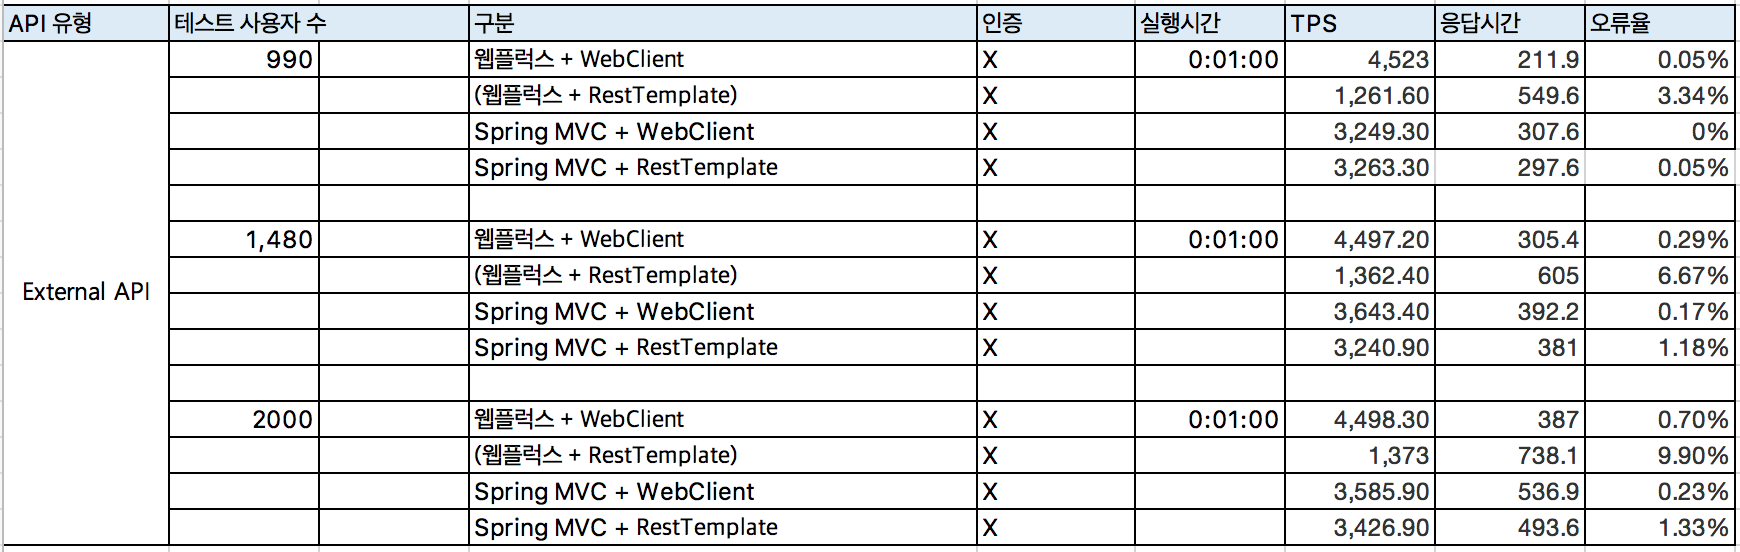 API 유형 테스트 사용자 수 구분 인증 실행시간 TPS 응답시간 오류율
990 웹플럭스 + WebClient X 0:01:00 4,523 211.9 0.05%
(웹플럭스 + RestTemplate) X 1,261.60 549.6 3.34%
Spring MVC + WebClient X 3,249.30 307.6 0%
Spring MVC + RestTemplate X 3,263.30 297.6 0.05%
1,480 웹플럭스 + WebClient X 0:01:00 4,497.20 305.4 0.29%
(웹플럭스 + RestTemplate) X 1,362.40 605 6.67%
External API
Spring MVC + WebClient X 3,643.40 392.2 0.17%
Spring MVC + RestTemplate X 3,240.90 381 1.18%
2000 웹플럭스 + WebClient X 0:01:00 4,498.30 387 0.70%
(웹플럭스 + RestTemplate) X 1,373 738.1 9.90%
Spring MVC + WebClient X 3,585.90 536.9 0.23%
Spring MVC + RestTemplate X 3,426.90 493.6 1.33%